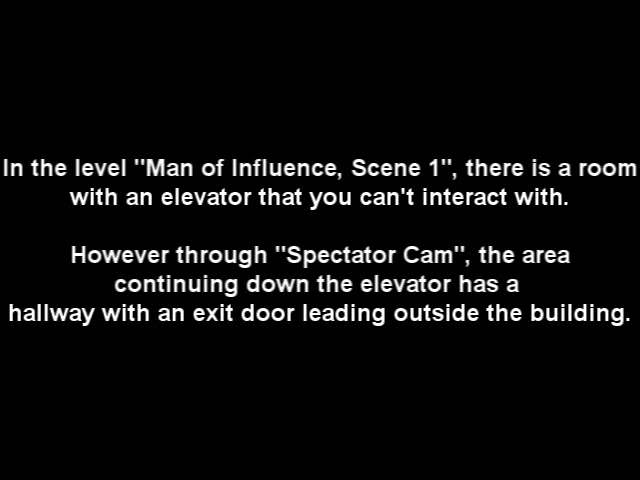 In the level "Man of Influence, Scene 1", there is a room
with an elevator that you can't interact with.
However through "Spectator Cam", the area
continuing down the elevator has a
hallway with an exit door leading outside the building.